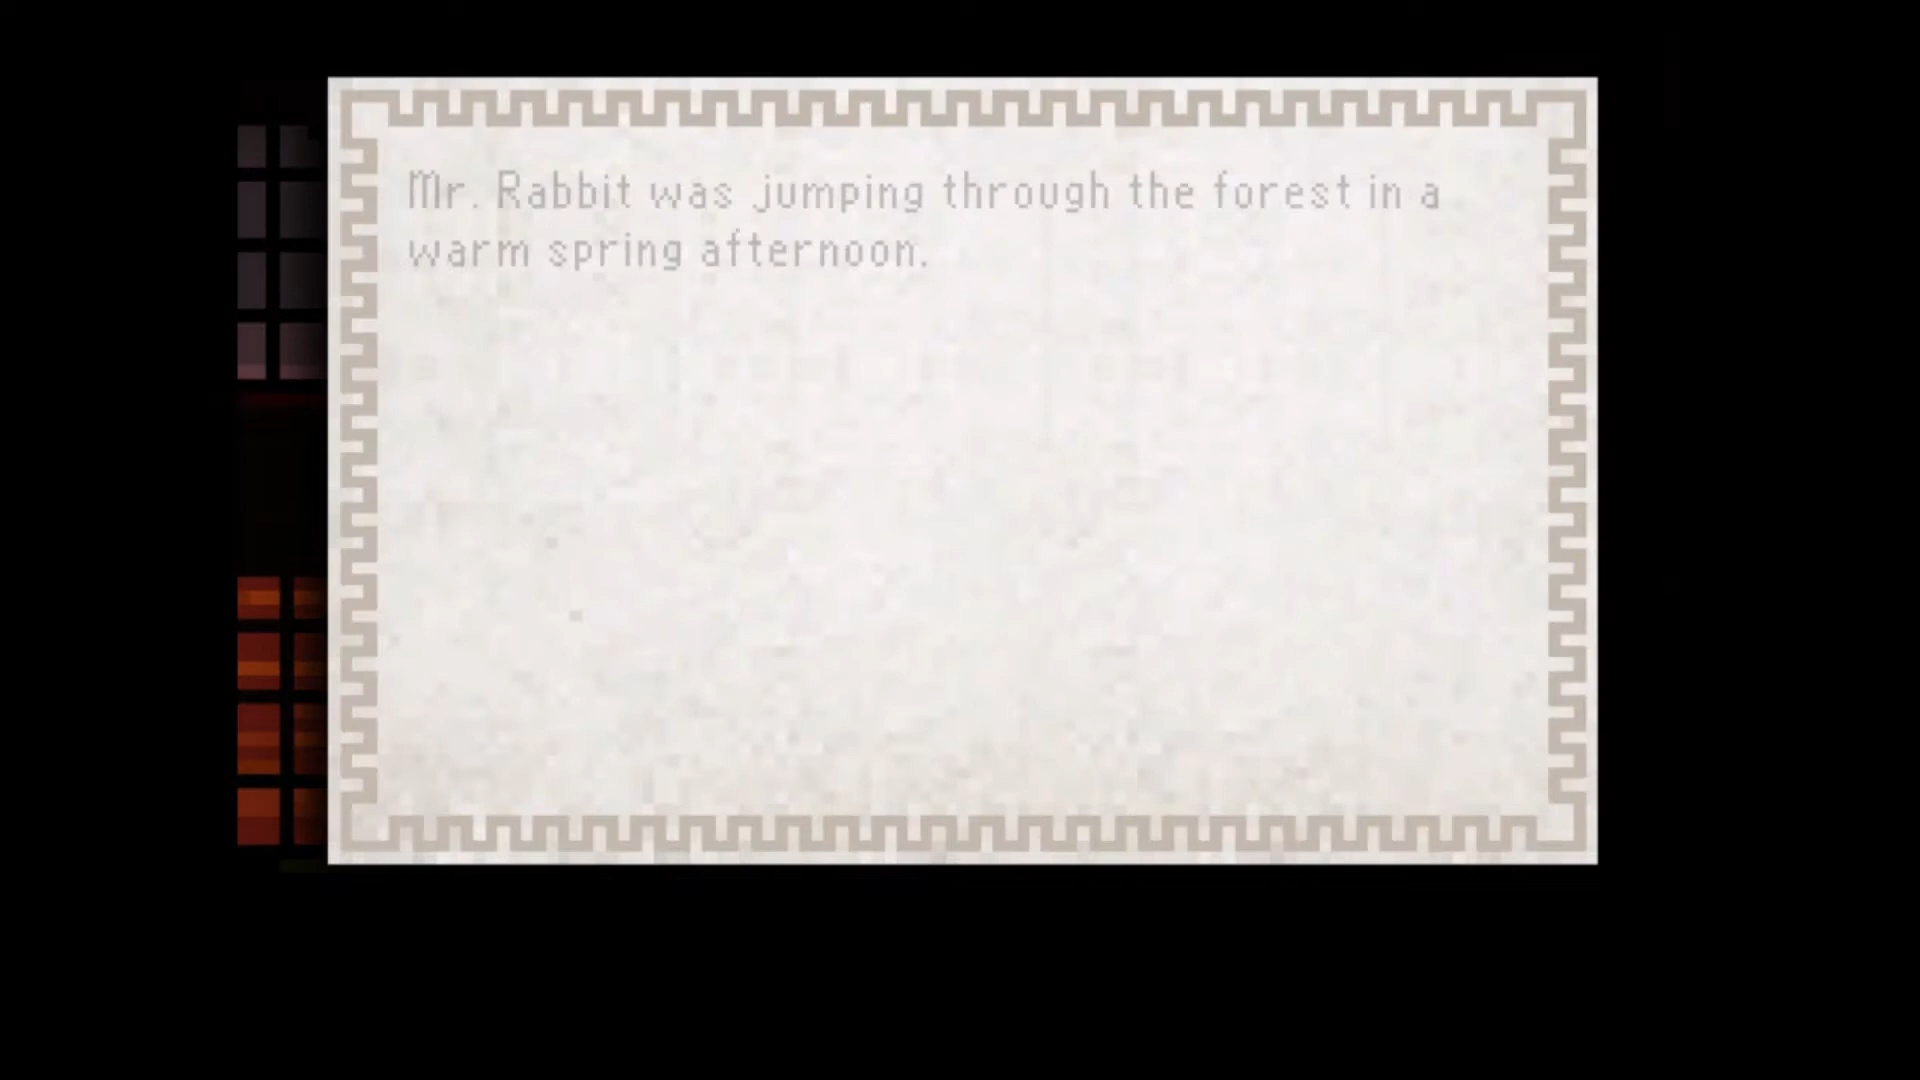 Mr. Rabbit was jumping through the forest in a
warm spring afternoon.